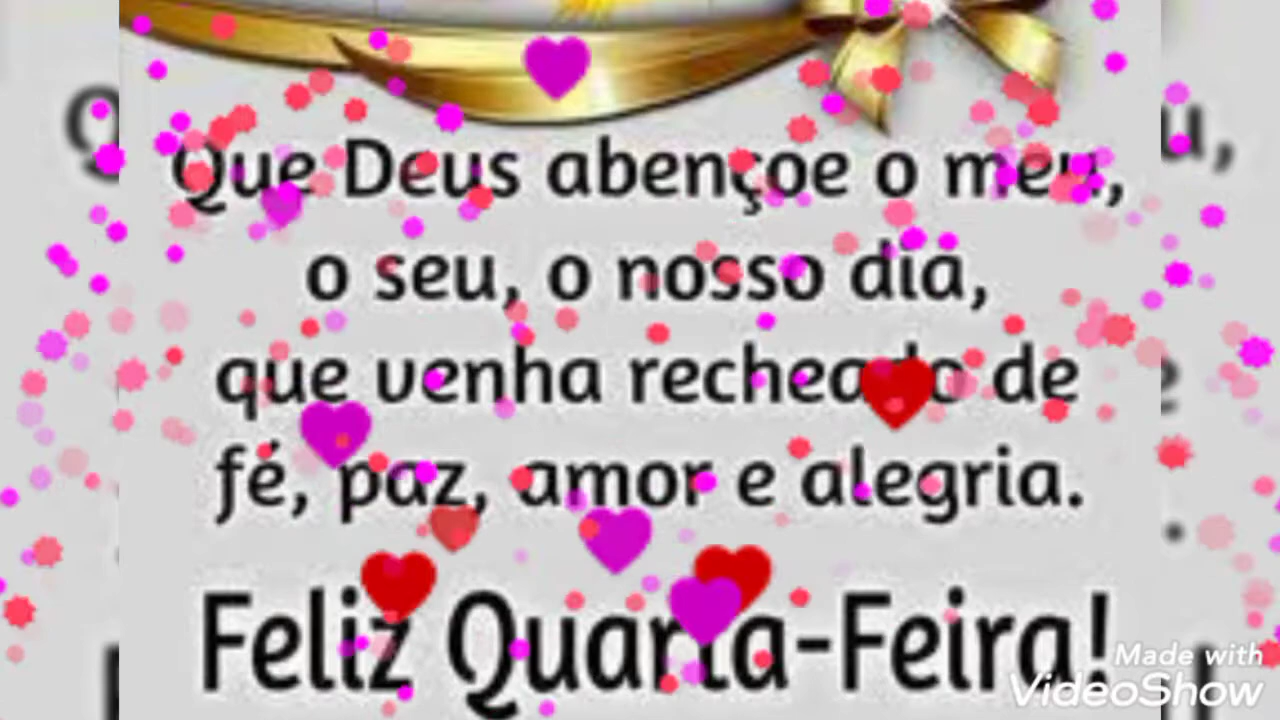 Que Deus abençoe o meu,
o seu, o nosso dia,
que venha recheado de
fé, paz, amor e alegria.
Feliz Quarta-Feira!
Made with
VideoShow